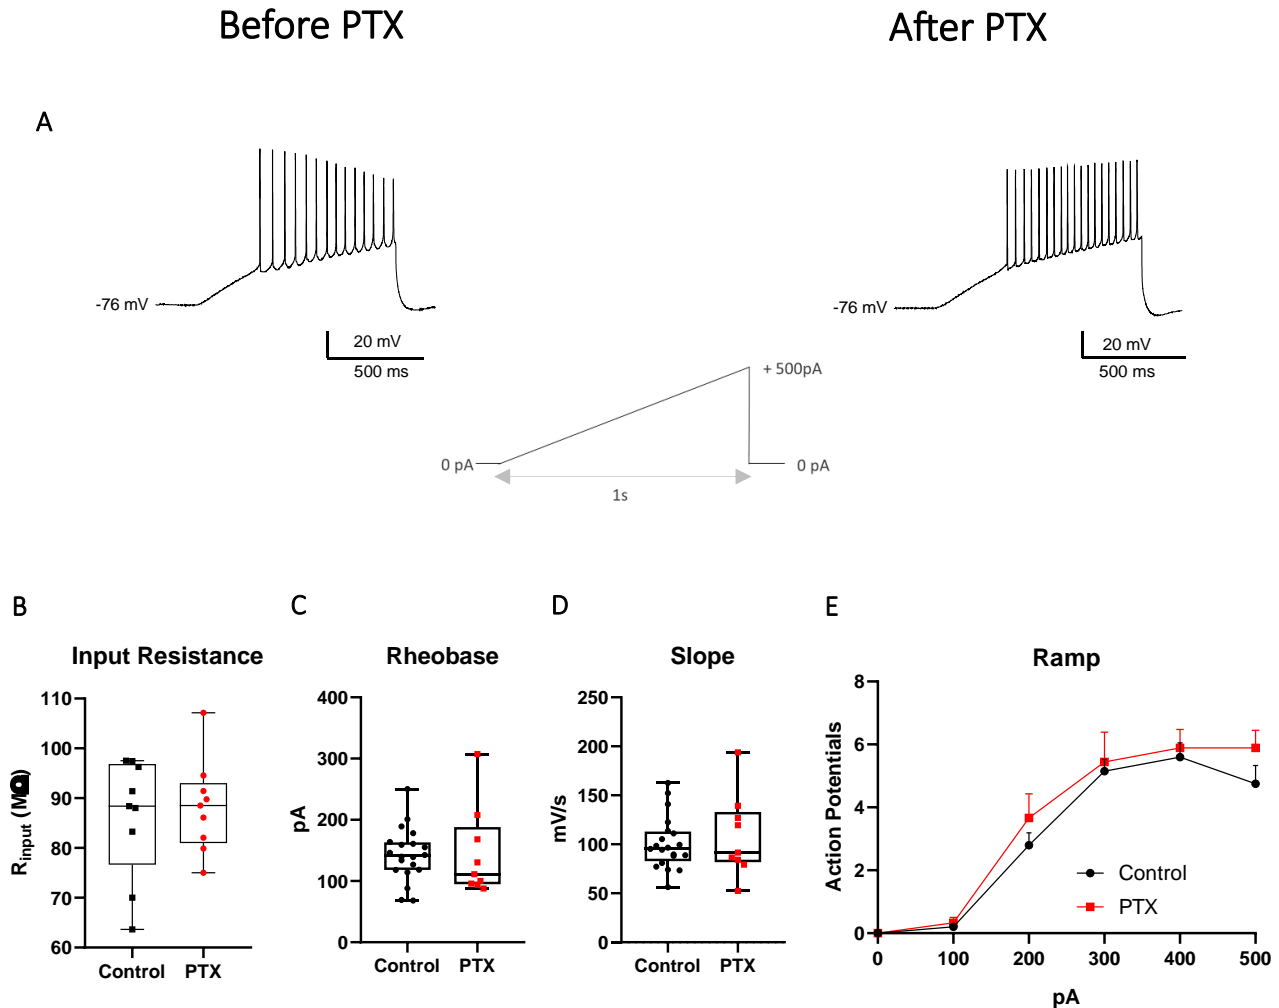 Before PTX
After PTX
A
-76 mV
20 mV
500 ms
-76 mV
20 mV
500 ms
+ 500pA
0 pA
0 pA
1s
B
C
D
E
Input Resistance
110
100
90
80
70
60
Control
PTX
Rheobase
pA
400
300
200
100
0
Control
PTX
Slope
mV/s
250
200
150
100
50
0
Control
PTX
Ramp
Action Potentials
8
6
4
2
0
Control
PTX
0
100
200
300
400
500
pA